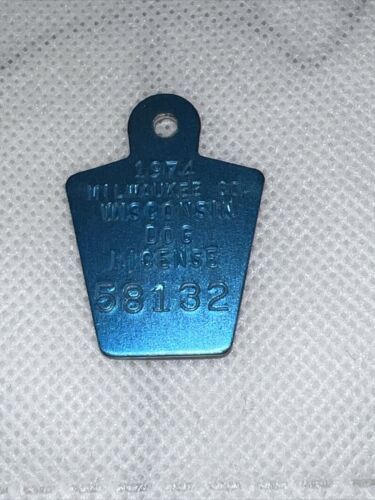 1974
MILWAUKEE CO.
WISCONSIN
DOG
LICENSE
58132